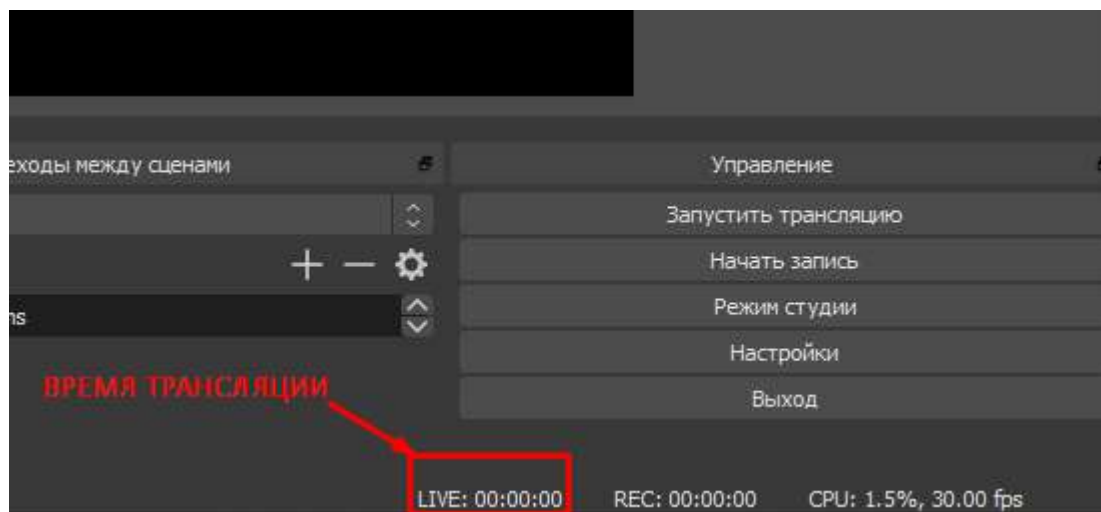 еходы между сценами
Управление
Запустить трансляцию
Начать запись
ns
Режим студии
Настройки
ВРЕМЯ ТРАНСЛЯЦИИ
Выход
LIVE: 00:00:00 REC: 00:00:00 CPU: 1.5%, 30.00 fps